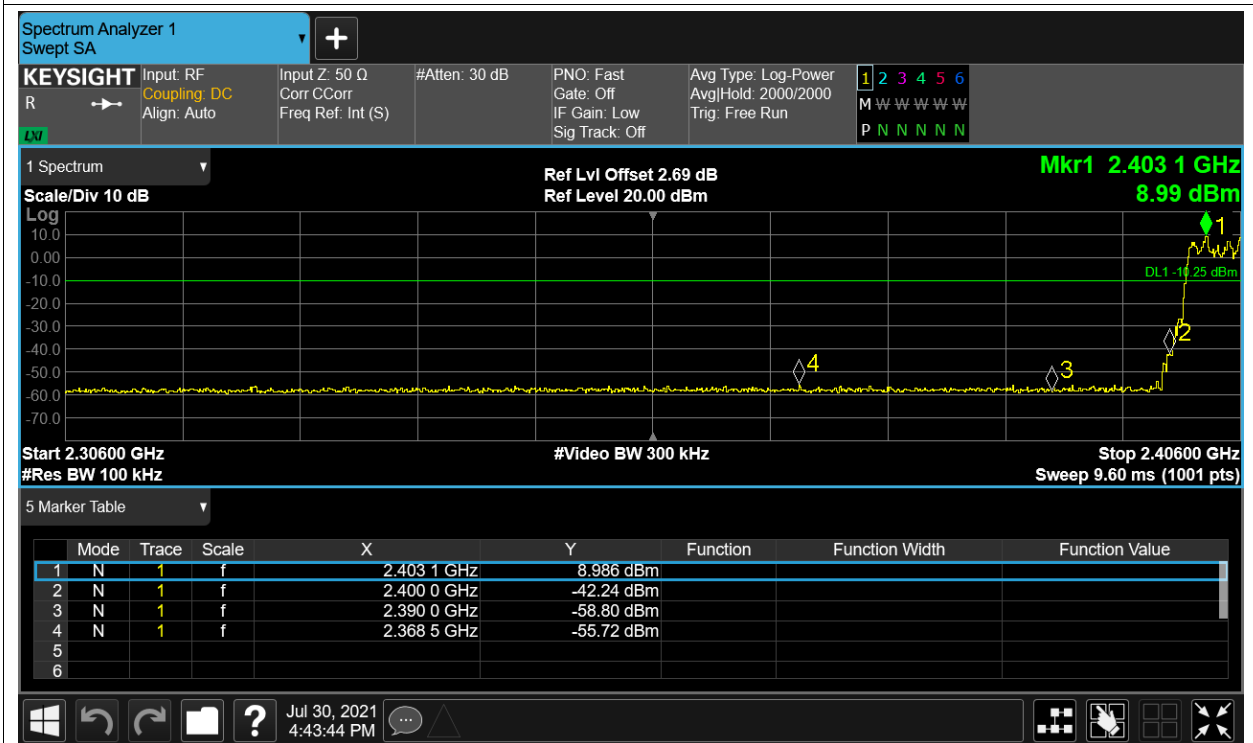 Spectrum Analyzer 1
Swept SA
+
KEYSIGHT Input: RF Input Z: 50 Ω #Atten: 30 dB PNO: Fast Avg Type: Log-Power 1 2 3 4 5 6
R Coupling: DC Corr CCorr Gate: Off Avg|Hold: 2000/2000 M W W W W W
Align: Auto Freq Ref: Int (S) IF Gain: Low Trig: Free Run
LXI Sig Track: Off P N N N N N
1 Spectrum Ref Lvl Offset 2.69 dB Mkr1 2.403 1 GHz
Scale/Div 10 dB Ref Level 20.00 dBm 8.99 dBm
Log
1
10.0
0.00
DL1 -10.25 dBm
-10.0
-20.0
-30.0
2
-40.0
4
-50.0
3
-60.0
-70.0
Start 2.30600 GHz #Video BW 300 kHz Stop 2.40600 GHz
#Res BW 100 kHz Sweep 9.60 ms (1001 pts)
5 Marker Table
Mode Trace Scale X Y Function Function Width Function Value
1 N 1 f 2.403 1 GHz 8.986 dBm
2 N 1 f 2.400 0 GHz -42.24 dBm
3 N 1 f 2.390 0 GHz -58.80 dBm
4 N 1 f 2.368 5 GHz -55.72 dBm
5
6
? Jul 30, 2021
4:43:44 PM